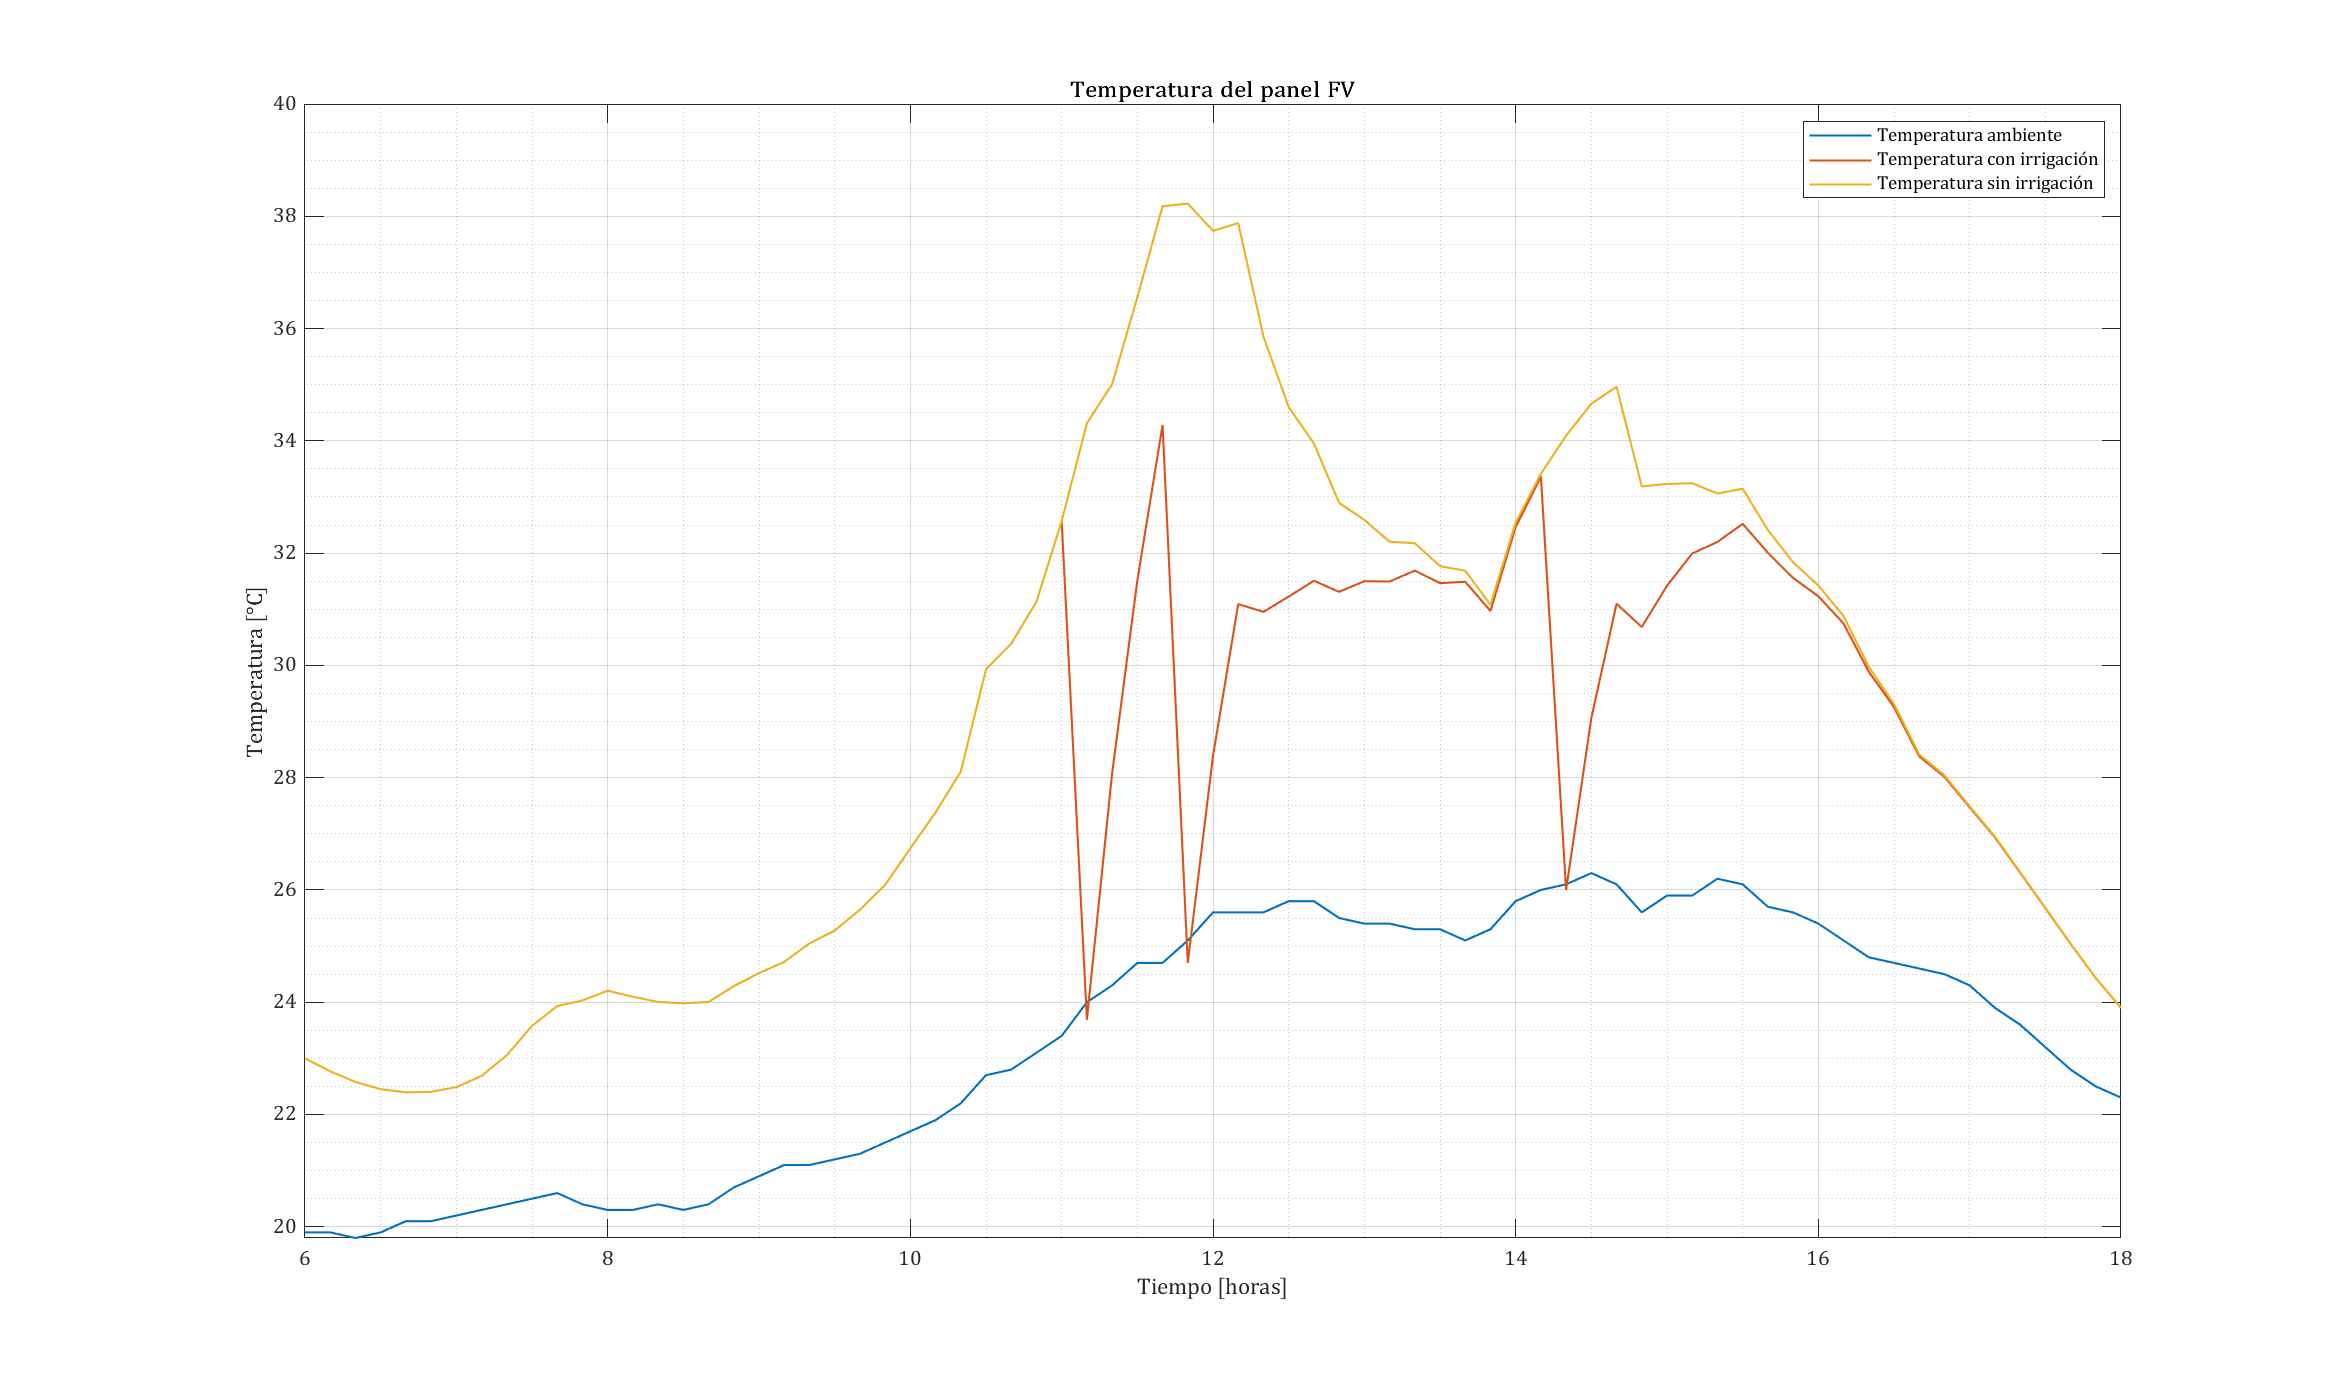 Temperatura del panel FV
Temperatura ambiente
Temperatura con irrigación
Temperatura sin irrigación
Temperatura [°C]
40
38
36
34
32
30
28
26
24
22
20
6 8 10 12 14 16 18
Tiempo [horas]